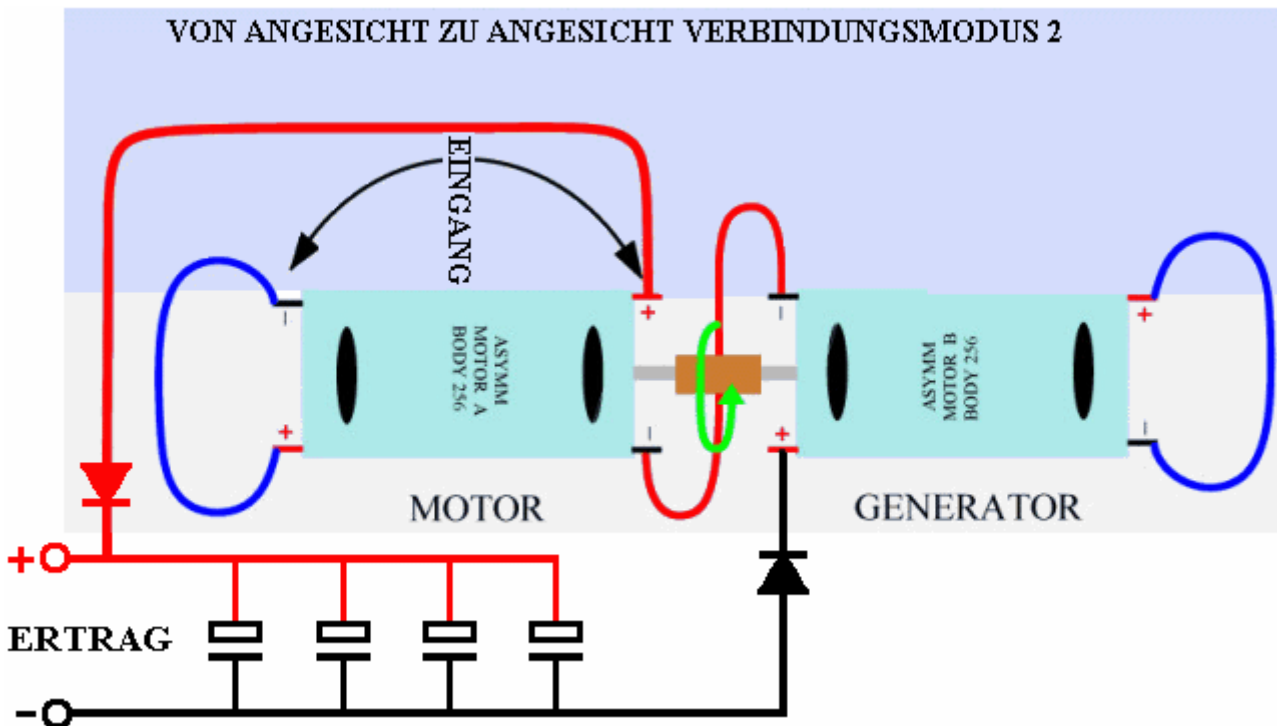 VON ANGESICHT ZU ANGESICHT VERBINDUNGSMODUS 2
EINGANG
−
+
+
−
ASYMM
MOTOR A
BODY 256
−
+
+
−
ASYMM
MOTOR B
BODY 256
MOTOR
GENERATOR
+
ERTRAG
-